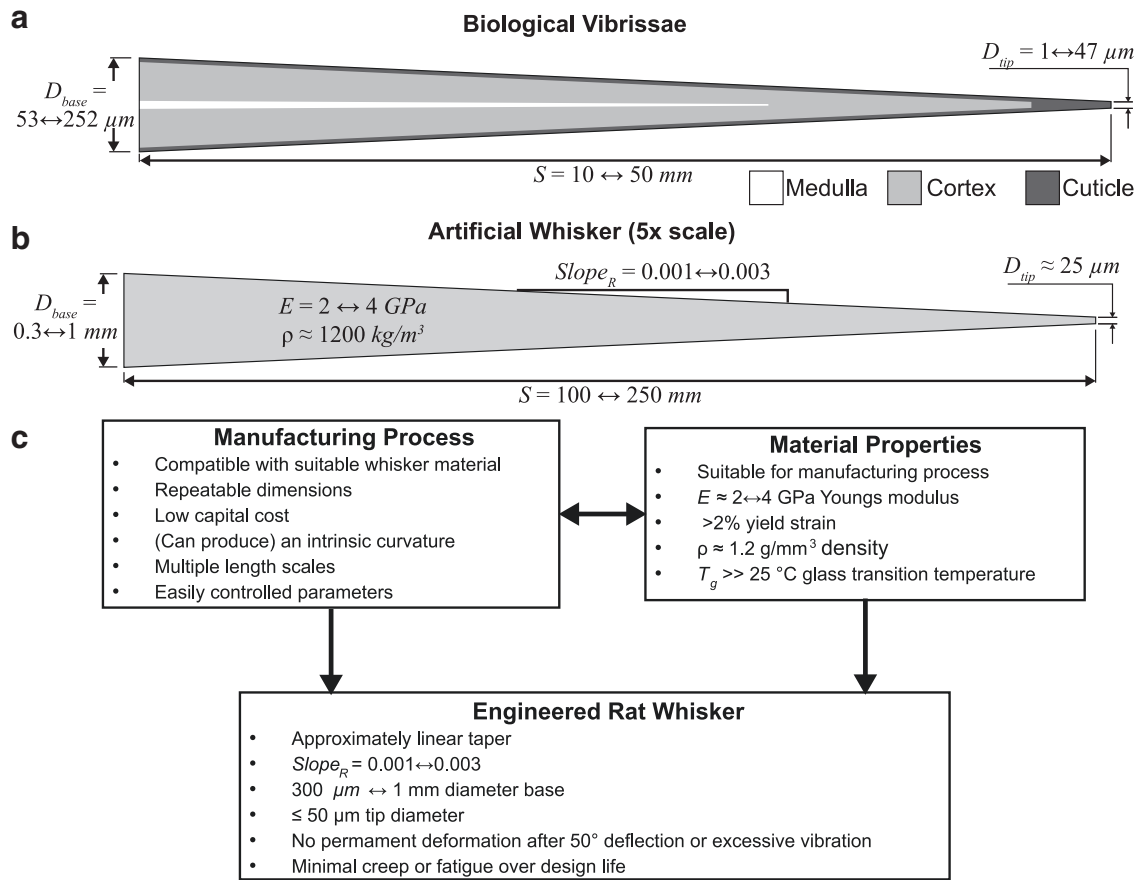 a
Biological Vibrissae
D_base =
53↔252 µm
D_tip = 1↔47 µm
S = 10 ↔ 50 mm
Medulla
Cortex
Cuticle
b
Artificial Whisker (5x scale)
Slope_R = 0.001↔0.003
D_tip ≈ 25 µm
D_base =
0.3↔1 mm
E = 2 ↔ 4 GPa
ρ ≈ 1200 kg/m³
S = 100 ↔ 250 mm
c
Manufacturing Process
• Compatible with suitable whisker material
• Repeatable dimensions
• Low capital cost
• (Can produce) an intrinsic curvature
• Multiple length scales
• Easily controlled parameters
Material Properties
• Suitable for manufacturing process
• E ≈ 2↔4 GPa Youngs modulus
• >2% yield strain
• ρ ≈ 1.2 g/mm³ density
• T_g >> 25 °C glass transition temperature
Engineered Rat Whisker
• Approximately linear taper
• Slope_R = 0.001↔0.003
• 300 µm ↔ 1 mm diameter base
• ≤ 50 µm tip diameter
• No permament deformation after 50° deflection or excessive vibration
• Minimal creep or fatigue over design life